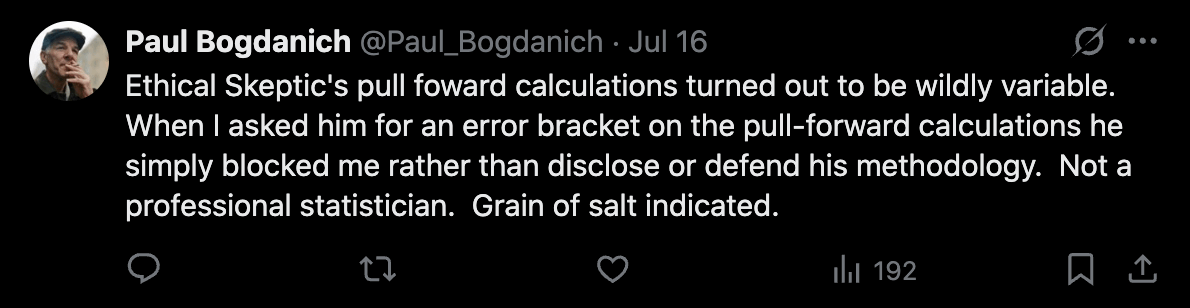 Paul Bogdanich @Paul_Bogdanich · Jul 16
Ethical Skeptic's pull foward calculations turned out to be wildly variable.
When I asked him for an error bracket on the pull-forward calculations he
simply blocked me rather than disclose or defend his methodology.  Not a
professional statistician.  Grain of salt indicated.
192